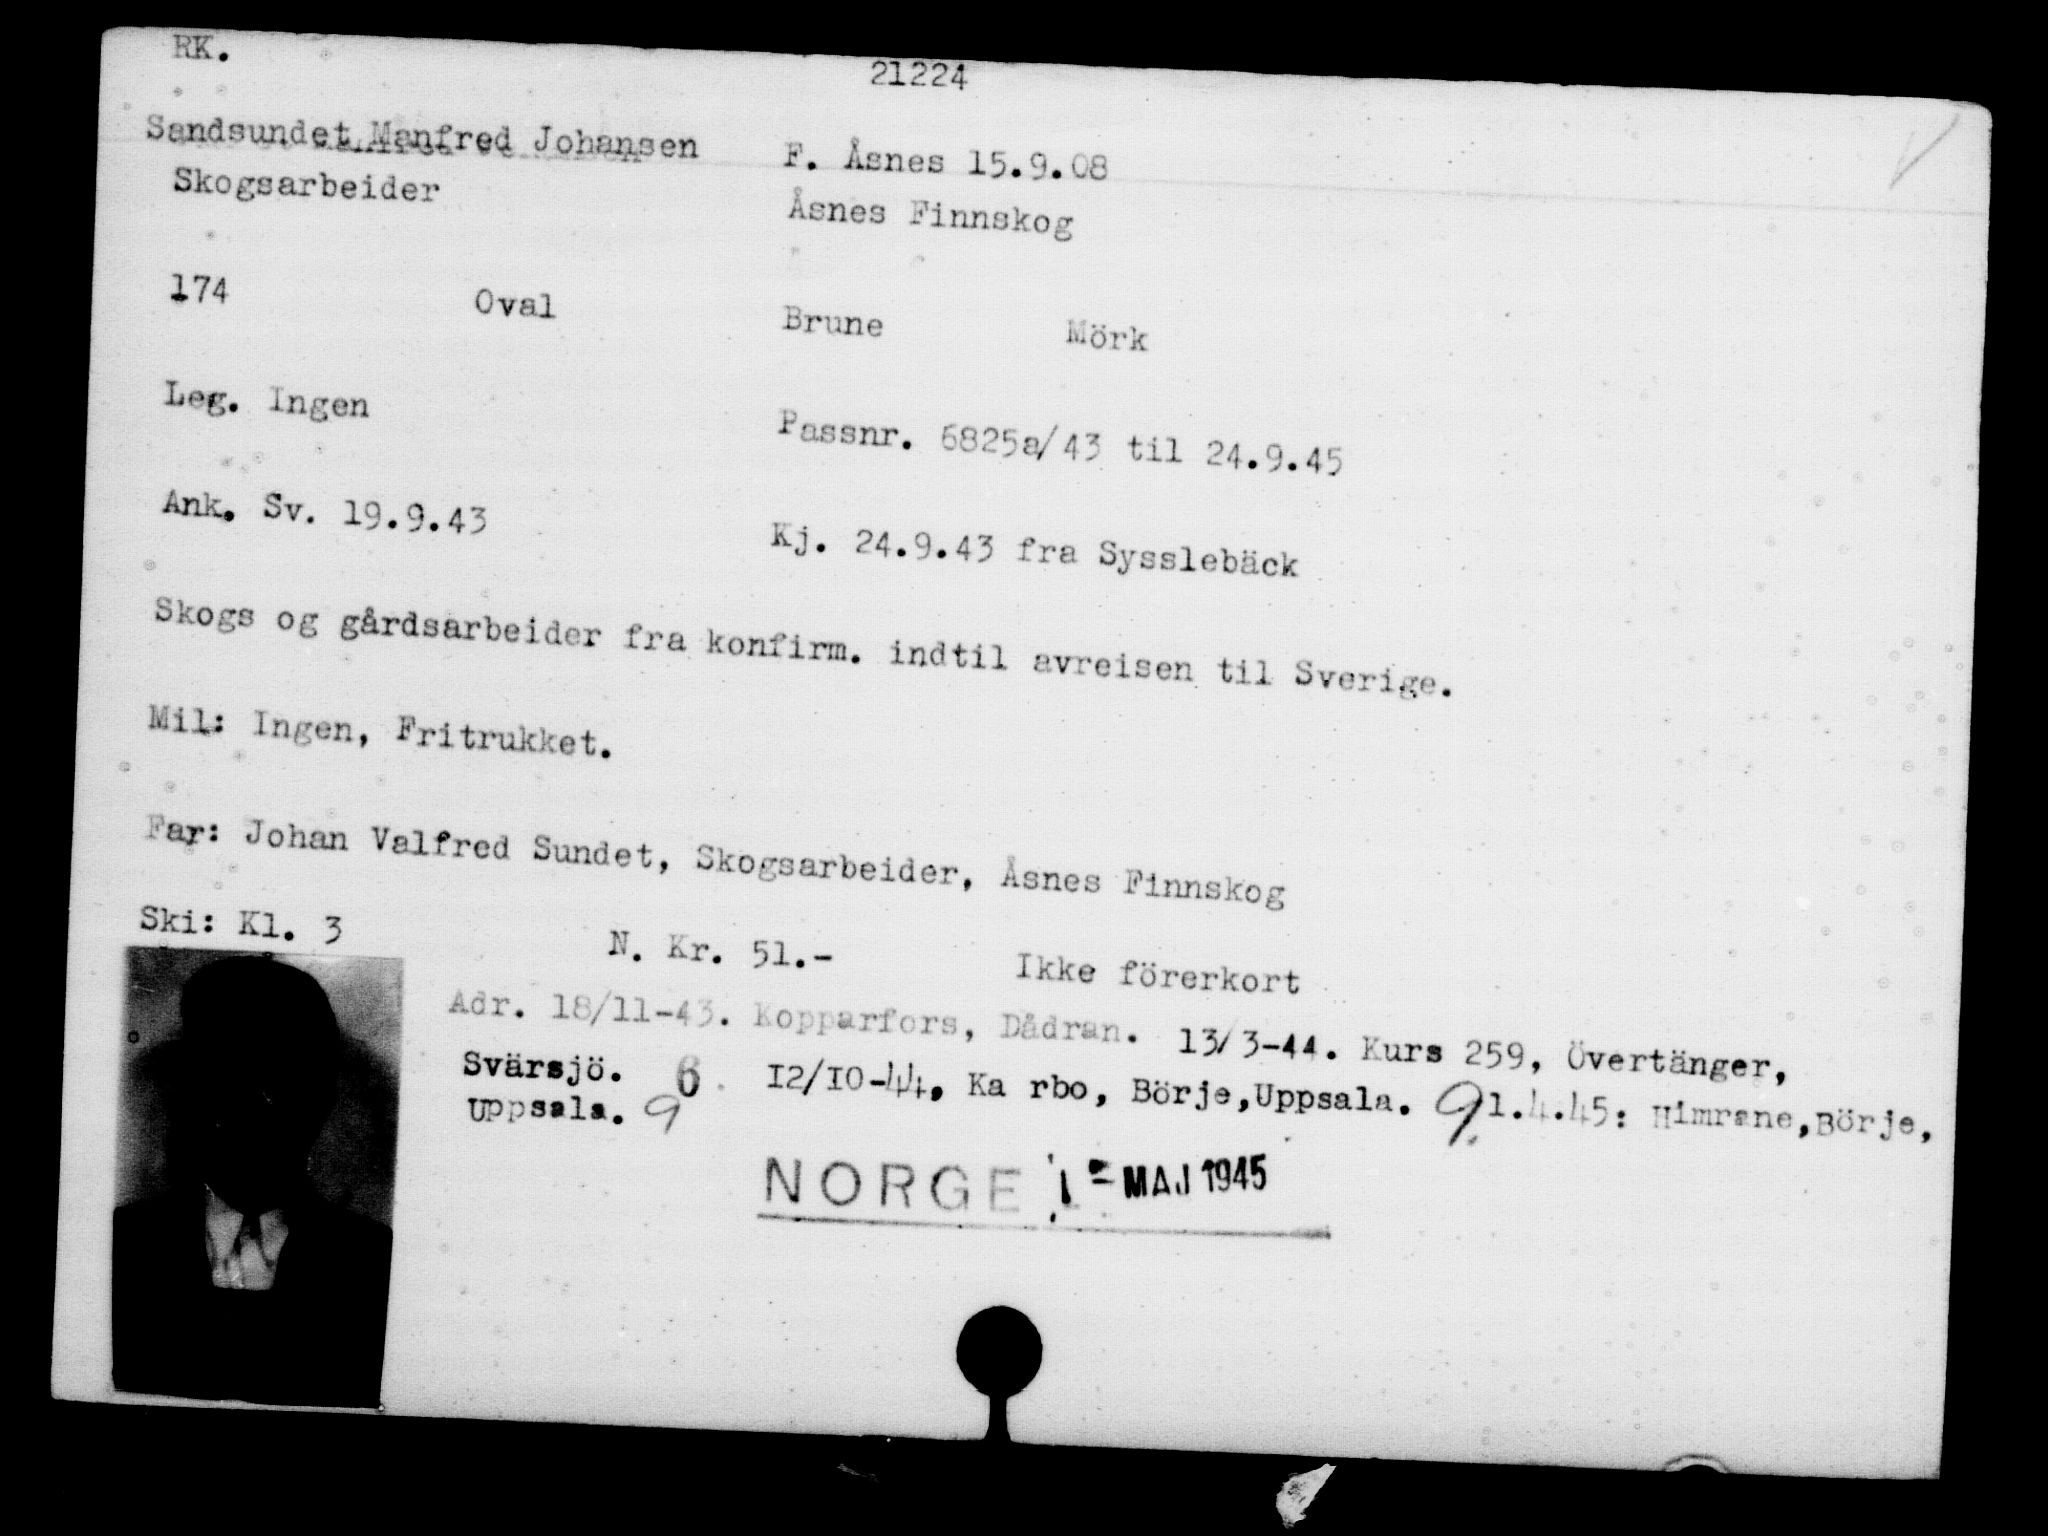 RK.
21224
Sandsundet Manfred Johansen F. Åsnes 15.9.08
Skogsarbeider Åsnes Finnskog
174 Oval Brune Mörk
Leg. Ingen Passnr. 6825a/43 til 24.9.45
Ank. Sv. 19.9.43 Kj. 24.9.43 fra Sysslebäck
Skogs og gårdsarbeider fra konfirm. indtil avreisen til Sverige.
Mil: Ingen, Fritrukket.
Far: Johan Valfred Sundet, Skogsarbeider, Åsnes Finnskog
Ski: Kl. 3 N. Kr. 51.- Ikke förerkort
Adr. 18/11-43. Kopparfors, Dådran. 13/3-44. Kurs 259, Övertänger,
Svärsjö. 6 12/10-44, Ka rbo, Börje,Uppsala. 9. 1.4.45: Himrane,Börje,
Uppsala. 9
NORGE 1 - MAJ 1945